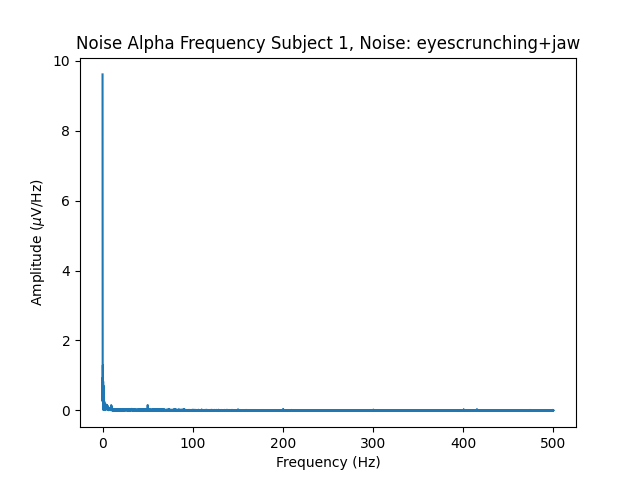 Noise Alpha Frequency Subject 1, Noise: eyescrunching+jaw
10
8
6
4
2
0
Amplitude (μV/Hz)
0 100 200 300 400 500
Frequency (Hz)